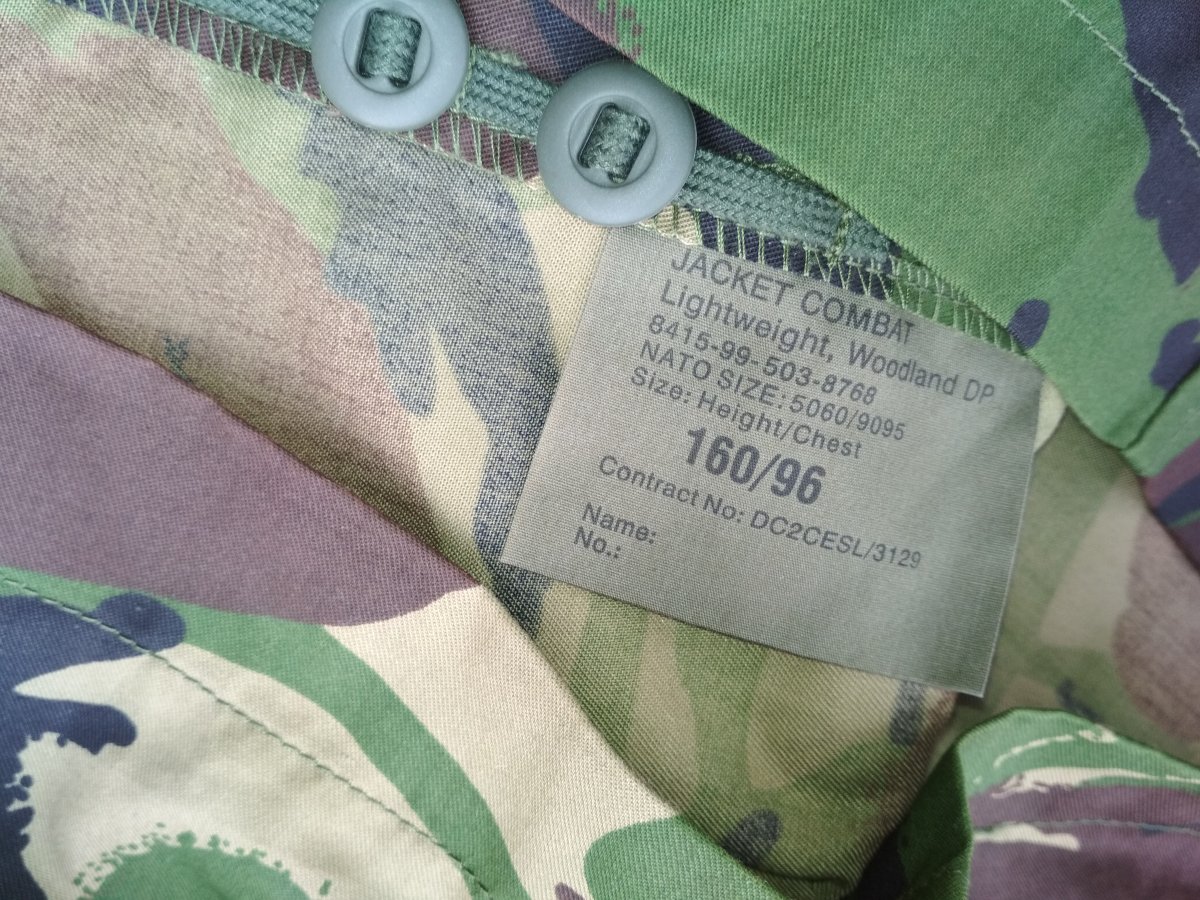 JACKET COMBAT
Lightweight, Woodland DP
8415-99-503-8768
NATO SIZE: 5060/9095
Size: Height/Chest
160/96
Contract No: DC2CESL/3129
Name:
No.: